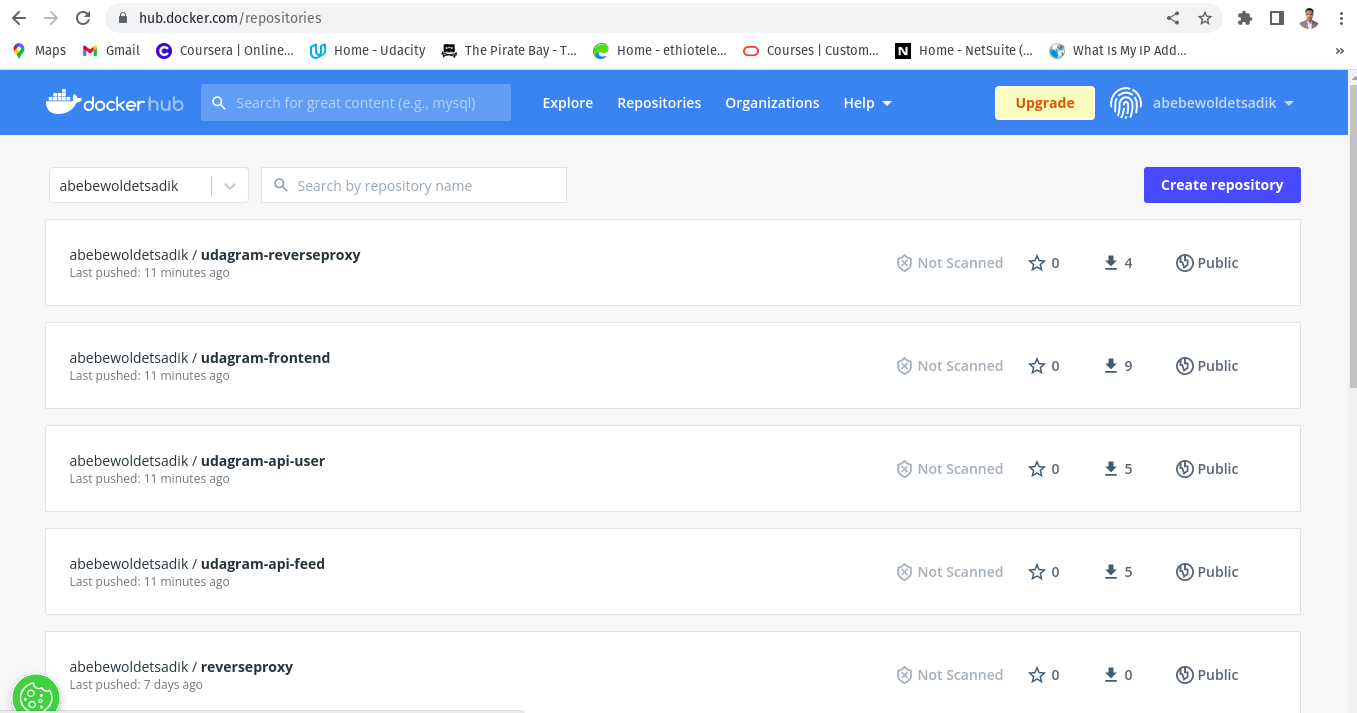 hub.docker.com/repositories
Maps Gmail Coursera | Online... Home - Udacity The Pirate Bay - T... Home - ethiotele... Courses | Custom... Home - NetSuite (... What Is My IP Add... »
docker hub Search for great content (e.g., mysql) Explore Repositories Organizations Help Upgrade abebewoldetsadik
abebewoldetsadik Search by repository name Create repository
abebewoldetsadik / udagram-reverseproxy
Last pushed: 11 minutes ago
Not Scanned 0 4 Public
abebewoldetsadik / udagram-frontend
Last pushed: 11 minutes ago
Not Scanned 0 9 Public
abebewoldetsadik / udagram-api-user
Last pushed: 11 minutes ago
Not Scanned 0 5 Public
abebewoldetsadik / udagram-api-feed
Last pushed: 11 minutes ago
Not Scanned 0 5 Public
abebewoldetsadik / reverseproxy
Last pushed: 7 days ago
Not Scanned 0 0 Public